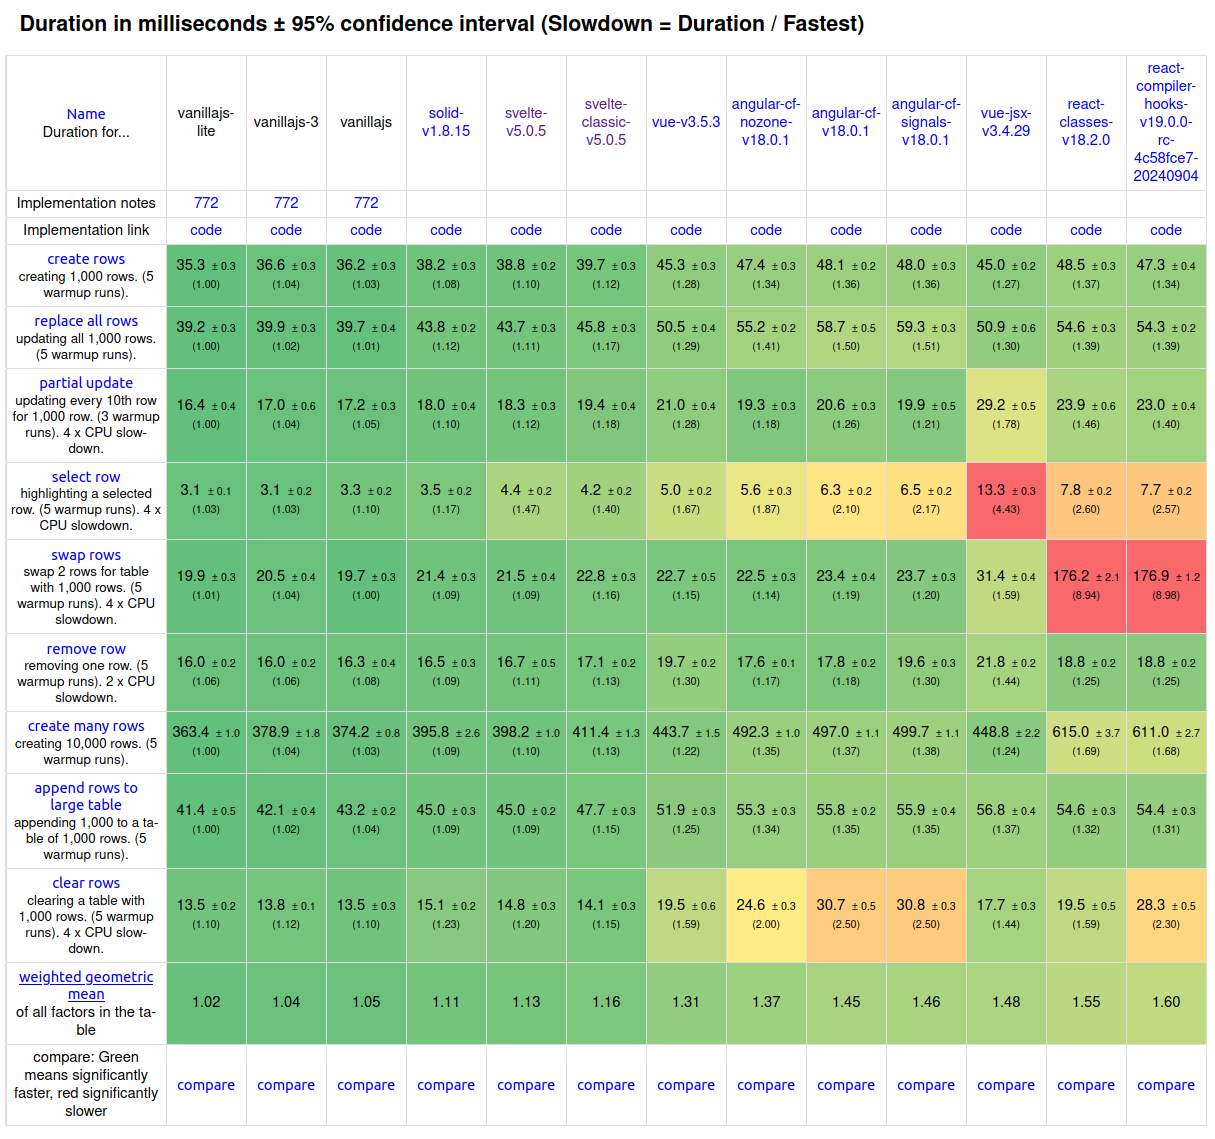 Duration in milliseconds ± 95% confidence interval (Slowdown = Duration / Fastest)
Name
Duration for...
vanillajs-
lite
vanillajs-3
vanillajs
solid-
v1.8.15
svelte-
v5.0.5
svelte-
classic-
v5.0.5
vue-v3.5.3
angular-cf-
nozone-
v18.0.1
angular-cf-
v18.0.1
angular-cf-
signals-
v18.0.1
vue-jsx-
v3.4.29
react-
classes-
v18.2.0
react-
compiler-
hooks-
v19.0.0-
rc-
4c58fce7-
20240904
Implementation notes 772 772 772
Implementation link code code code code code code code code code code code code code
create rows
creating 1,000 rows. (5
warmup runs).
35.3 ± 0.3 36.6 ± 0.3 36.2 ± 0.3 38.2 ± 0.3 38.8 ± 0.2 39.7 ± 0.3 45.3 ± 0.3 47.4 ± 0.3 48.1 ± 0.2 48.0 ± 0.3 45.0 ± 0.2 48.5 ± 0.3 47.3 ± 0.4
(1.00) (1.04) (1.03) (1.08) (1.10) (1.12) (1.28) (1.34) (1.36) (1.36) (1.27) (1.37) (1.34)
replace all rows
updating all 1,000 rows.
(5 warmup runs).
39.2 ± 0.3 39.9 ± 0.3 39.7 ± 0.4 43.8 ± 0.2 43.7 ± 0.3 45.8 ± 0.3 50.5 ± 0.4 55.2 ± 0.2 58.7 ± 0.5 59.3 ± 0.3 50.9 ± 0.6 54.6 ± 0.3 54.3 ± 0.2
(1.00) (1.02) (1.01) (1.12) (1.11) (1.17) (1.29) (1.41) (1.50) (1.51) (1.30) (1.39) (1.39)
partial update
updating every 10th row
for 1,000 row. (3 warmup
runs). 4 x CPU slow-
down.
16.4 ± 0.4 17.0 ± 0.6 17.2 ± 0.3 18.0 ± 0.4 18.3 ± 0.3 19.4 ± 0.4 21.0 ± 0.4 19.3 ± 0.3 20.6 ± 0.3 19.9 ± 0.5 29.2 ± 0.5 23.9 ± 0.6 23.0 ± 0.4
(1.00) (1.04) (1.05) (1.10) (1.12) (1.18) (1.28) (1.18) (1.26) (1.21) (1.78) (1.46) (1.40)
select row
highlighting a selected
row. (5 warmup runs). 4 x
CPU slowdown.
3.1 ± 0.1 3.1 ± 0.2 3.3 ± 0.2 3.5 ± 0.2 4.4 ± 0.2 4.2 ± 0.2 5.0 ± 0.2 5.6 ± 0.3 6.3 ± 0.2 6.5 ± 0.2 13.3 ± 0.3 7.8 ± 0.2 7.7 ± 0.2
(1.03) (1.03) (1.10) (1.17) (1.47) (1.40) (1.67) (1.87) (2.10) (2.17) (4.43) (2.60) (2.57)
swap rows
swap 2 rows for table
with 1,000 rows. (5
warmup runs). 4 x CPU
slowdown.
19.9 ± 0.3 20.5 ± 0.4 19.7 ± 0.3 21.4 ± 0.3 21.5 ± 0.4 22.8 ± 0.3 22.7 ± 0.5 22.5 ± 0.3 23.4 ± 0.4 23.7 ± 0.3 31.4 ± 0.4 176.2 ± 2.1 176.9 ± 1.2
(1.01) (1.04) (1.00) (1.09) (1.09) (1.16) (1.15) (1.14) (1.19) (1.20) (1.59) (8.94) (8.98)
remove row
removing one row. (5
warmup runs). 2 x CPU
slowdown.
16.0 ± 0.2 16.0 ± 0.2 16.3 ± 0.4 16.5 ± 0.3 16.7 ± 0.5 17.1 ± 0.2 19.7 ± 0.2 17.6 ± 0.1 17.8 ± 0.2 19.6 ± 0.3 21.8 ± 0.2 18.8 ± 0.2 18.8 ± 0.2
(1.06) (1.06) (1.08) (1.09) (1.11) (1.13) (1.30) (1.17) (1.18) (1.30) (1.44) (1.25) (1.25)
create many rows
creating 10,000 rows. (5
warmup runs).
363.4 ± 1.0 378.9 ± 1.8 374.2 ± 0.8 395.8 ± 2.6 398.2 ± 1.0 411.4 ± 1.3 443.7 ± 1.5 492.3 ± 1.0 497.0 ± 1.1 499.7 ± 1.1 448.8 ± 2.2 615.0 ± 3.7 611.0 ± 2.7
(1.00) (1.04) (1.03) (1.09) (1.10) (1.13) (1.22) (1.35) (1.37) (1.38) (1.24) (1.69) (1.68)
append rows to
large table
appending 1,000 to a ta-
ble of 1,000 rows. (5
warmup runs).
41.4 ± 0.5 42.1 ± 0.4 43.2 ± 0.2 45.0 ± 0.3 45.0 ± 0.2 47.7 ± 0.3 51.9 ± 0.3 55.3 ± 0.3 55.8 ± 0.2 55.9 ± 0.4 56.8 ± 0.4 54.6 ± 0.3 54.4 ± 0.3
(1.00) (1.02) (1.04) (1.09) (1.09) (1.15) (1.25) (1.34) (1.35) (1.35) (1.37) (1.32) (1.31)
clear rows
clearing a table with
1,000 rows. (5 warmup
runs). 4 x CPU slow-
down.
13.5 ± 0.2 13.8 ± 0.1 13.5 ± 0.3 15.1 ± 0.2 14.8 ± 0.3 14.1 ± 0.3 19.5 ± 0.6 24.6 ± 0.3 30.7 ± 0.5 30.8 ± 0.3 17.7 ± 0.3 19.5 ± 0.5 28.3 ± 0.5
(1.10) (1.12) (1.10) (1.23) (1.20) (1.15) (1.59) (2.00) (2.50) (2.50) (1.44) (1.59) (2.30)
weighted geometric
mean
of all factors in the ta-
ble
1.02 1.04 1.05 1.11 1.13 1.16 1.31 1.37 1.45 1.46 1.48 1.55 1.60
compare: Green
means significantly
faster, red significantly
slower
compare compare compare compare compare compare compare compare compare compare compare compare compare